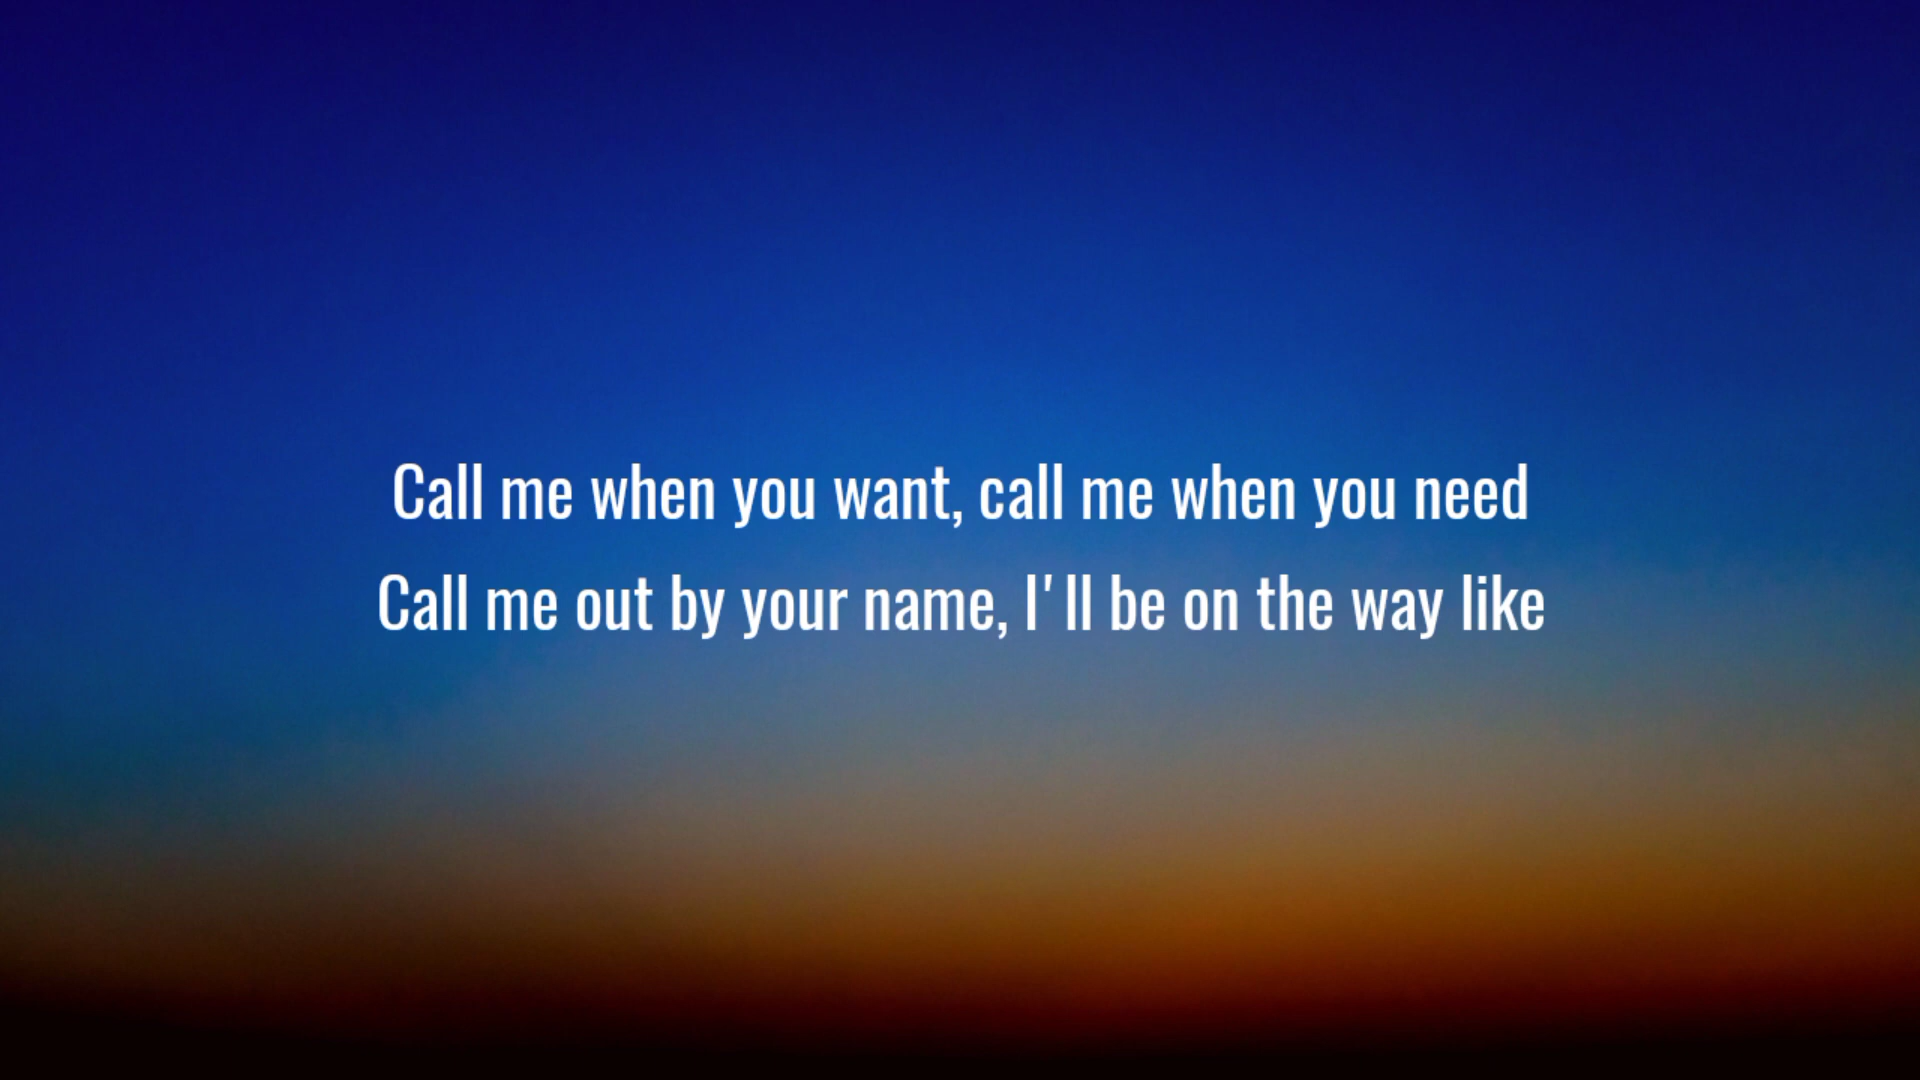 Call me when you want, call me when you need
Call me out by your name, I'll be on the way like